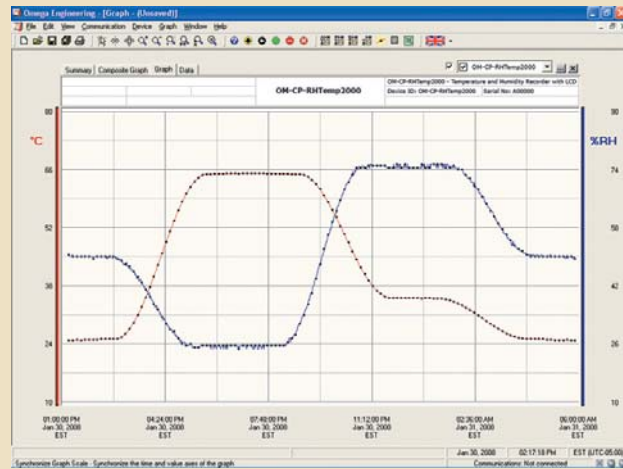 Omega Engineering - [Graph - (Unsaved)]
File Edit View Communication Device Graph Window Help
OM-CP-RHTemp2000
Summary Composite Graph Graph Data
OM-CP-RHTemp2000
OM-CP-RHTemp2000 - Temperature and Humidity Recorder with LCD
Device ID: OM-CP-RHTemp2000 Serial No: A00000
80 90
°C %RH
66 74
52 58
38 42
24 26
10 10
01:00:00 PM 04:24:00 PM 07:48:00 PM 11:12:00 PM 02:36:00 AM 06:00:00 AM
Jan 30, 2008 Jan 30, 2008 Jan 30, 2008 Jan 30, 2008 Jan 31, 2008 Jan 31, 2008
EST EST EST EST EST EST
Jan 30, 2008 02:17:18 PM EST (UTC-05:00)
Synchronize Graph Scale - Synchronize the time and value axes of the graph Communications: Not connected